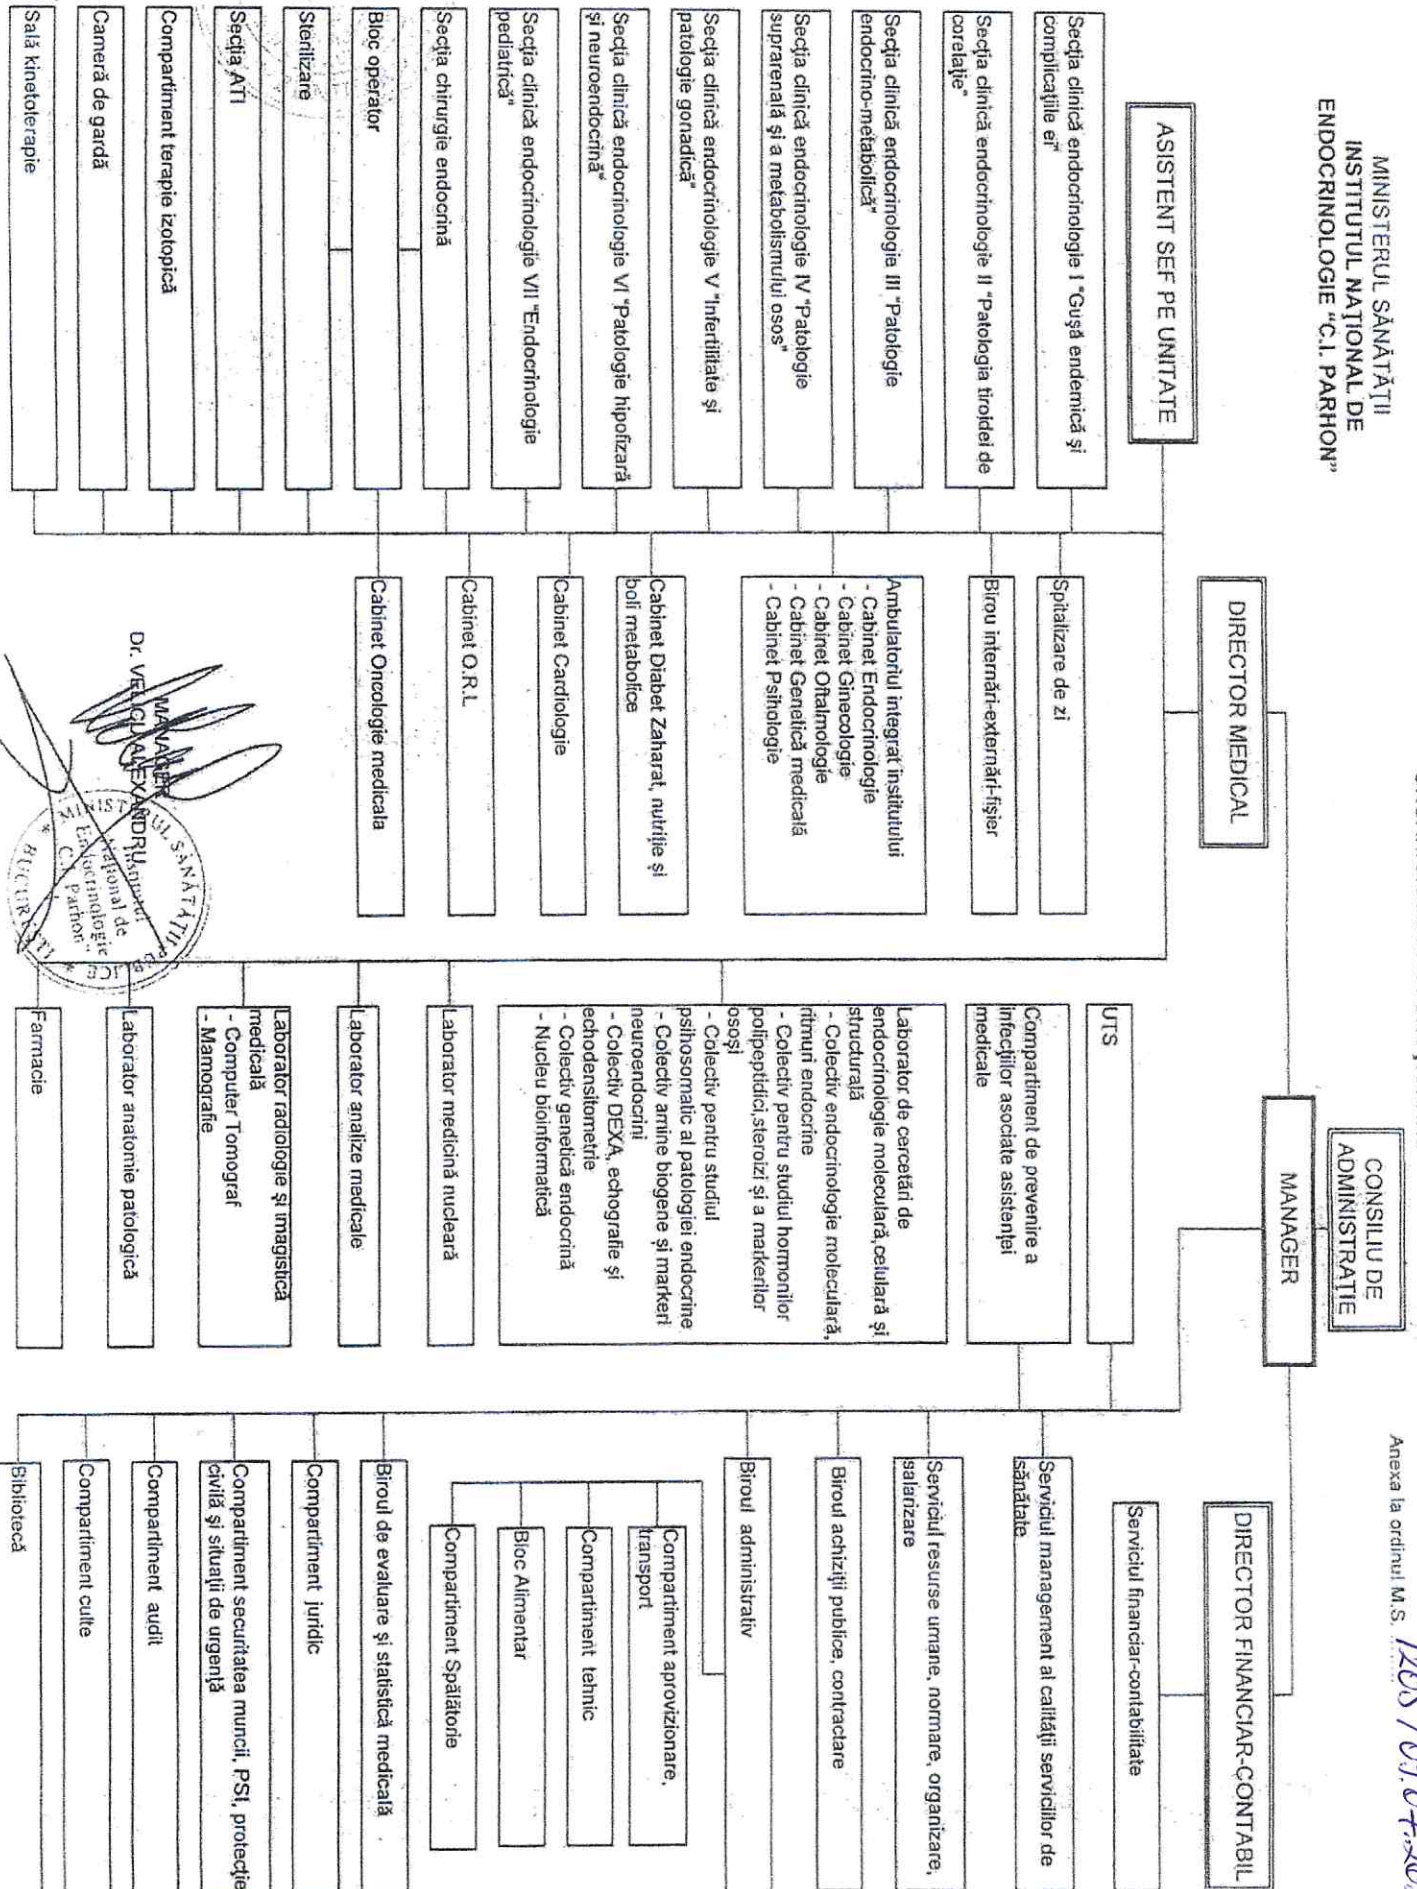 MINISTERUL SĂNĂTĂȚII
INSTITUTUL NAȚIONAL DE
ENDOCRINOLOGIE "C.I. PARHON"
Anexa la ordinul M.S.
CONSILIU DE
ADMINISTRAȚIE
MANAGER
DIRECTOR MEDICAL
DIRECTOR FINANCIAR-CONTABIL
ASISTENT SEF PE UNITATE
Secția clinică endocrinologie I "Gușă endemică și
complicațiile ei"
Secția clinică endocrinologie II "Patologia tiroidei de
corelație"
Secția clinică endocrinologie III "Patologie
endocrino-metabolică"
Secția clinică endocrinologie IV "Patologie
suprarenală și a metabolismului osos"
Secția clinică endocrinologie V "Infertilitate și
patologie gonadică"
Secția clinică endocrinologie VI "Patologie hipofizară
și neuroendocrină"
Secția clinică endocrinologie VII "Endocrinologie
pediatrică"
Secția chirurgie endocrină
Bloc operator
Sterilizare
Secția ATI
Compartiment terapie izotopică
Cameră de gardă
Sală kinetoterapie
Spitalizare de zi
Birou internări-externări-fișier
Ambulatoriul integrat institutului
- Cabinet Endocrinologie
- Cabinet Ginecologie
- Cabinet Oftalmologie
- Cabinet Genetică medicală
- Cabinet Psihologie
Cabinet Diabet Zaharat, nutriție și
boli metabolice
Cabinet Cardiologie
Cabinet O.R.L
Cabinet Oncologie medicala
UTS
Compartiment de prevenire a
infecțiilor asociate asistenței
medicale
Laborator de cercetări de
endocrinologie moleculară,celulară și
structurală
- Colectiv endocrinologie moleculară,
ritmuri endocrine
- Colectiv pentru studiul hormonilor
polipeptidici,steroizi și a markerilor
osoși
- Colectiv pentru studiul
psihosomatic al patologiei endocrine
- Colectiv amine biogene și markeri
neuroendocrini
- Colectiv DEXA, echografie și
echodensitometrie
- Colectiv genetică endocrină
- Nucleu bioinformatică
Laborator medicină nucleară
Laborator analize medicale
Laborator radiologie și imagistică
medicală
- Computer Tomograf
- Mamografie
Laborator anatomie patologică
Farmacie
Serviciul financiar-contabilitate
Serviciul management al calității serviciilor de
sănătate
Serviciul resurse umane, normare, organizare,
salarizare
Biroul achiziții publice, contractare
Biroul administrativ
Compartiment aprovizionare,
transport
Compartiment tehnic
Bloc Alimentar
Compartiment Spălătorie
Biroul de evaluare și statistică medicală
Compartiment juridic
Compartiment securitatea muncii, PSI, protecție
civilă și situații de urgență
Compartiment audit
Compartiment culte
Bibliotecă
MANAGER
Dr. VELICU ALEXANDRU
MINISTERUL SĂNĂTĂȚII PUBLICE * BUCUREȘTI *
Institutul
Național de
Endocrinologie
"C.I. Parhon"